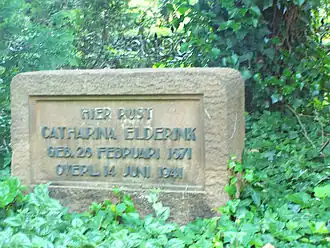 HIER RUST
CATHARINA ELDERINK
GEB. 26 FEBRUARI 1871
OVERL. 14 JUNI 1941